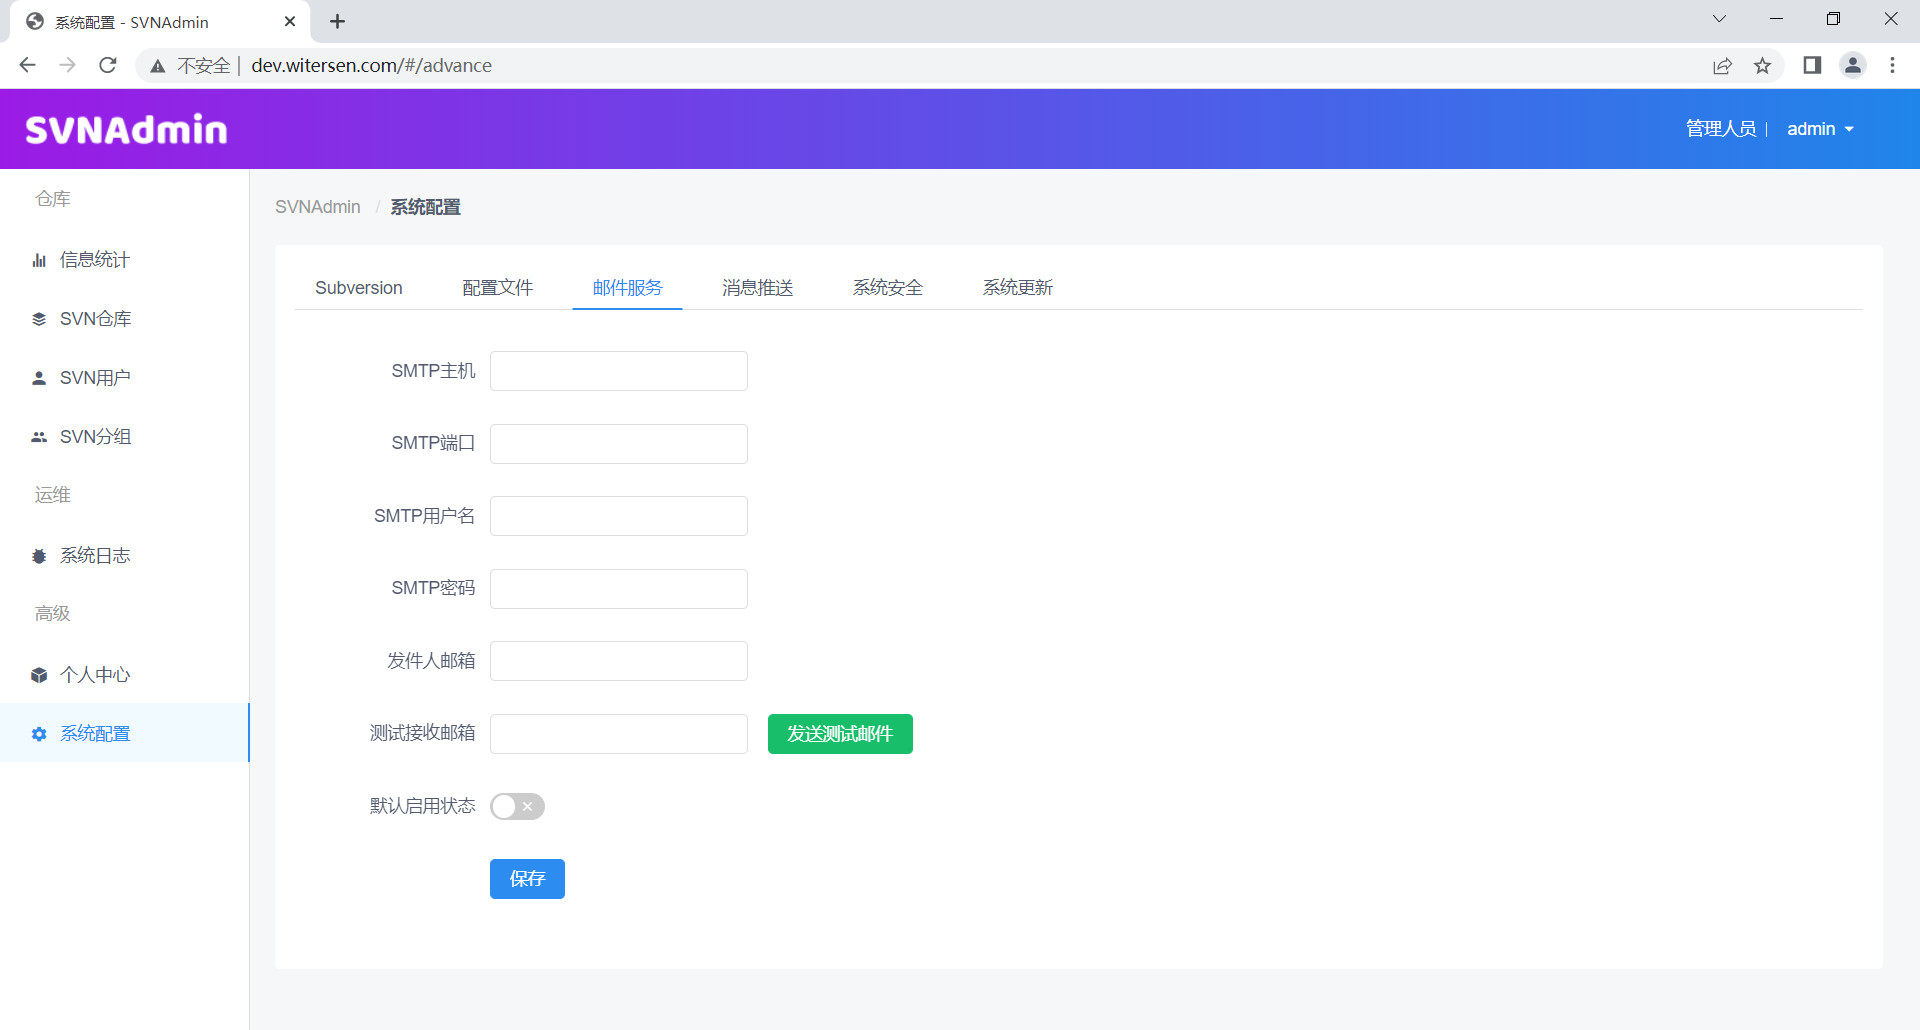 系统配置 - SVNAdmin
不安全 | dev.witersen.com/#/advance
SVNAdmin
管理人员 | admin
仓库
信息统计
SVN仓库
SVN用户
SVN分组
运维
系统日志
高级
个人中心
系统配置
SVNAdmin / 系统配置
Subversion 配置文件 邮件服务 消息推送 系统安全 系统更新
SMTP主机
SMTP端口
SMTP用户名
SMTP密码
发件人邮箱
测试接收邮箱 发送测试邮件
默认启用状态
保存